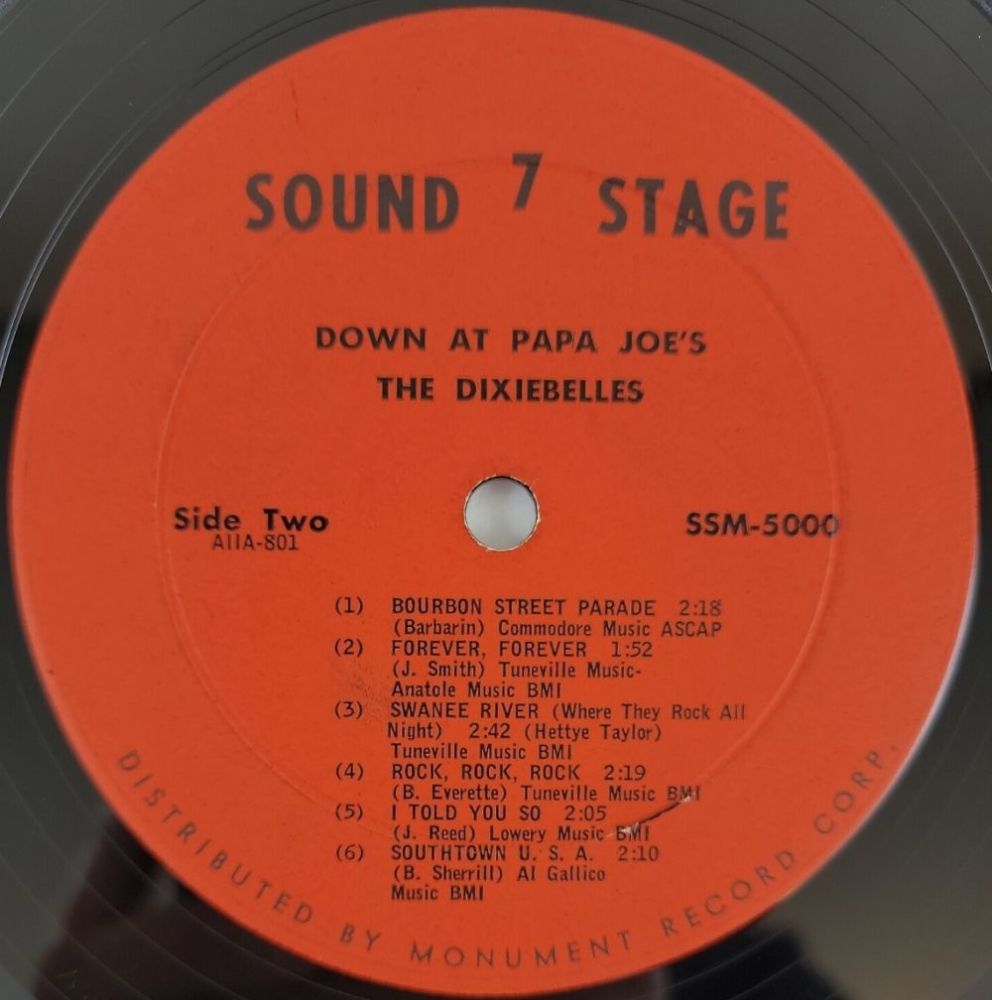 SOUND 7 STAGE
DOWN AT PAPA JOE'S
THE DIXIEBELLES
Side Two
AIIA-801
SSM-5000
(1) BOURBON STREET PARADE 2:18
(Barbarin) Commodore Music ASCAP
(2) FOREVER, FOREVER 1:52
(J. Smith) Tuneville Music-
Anatole Music BMI
(3) SWANEE RIVER (Where They Rock All
Night) 2:42 (Hettye Taylor)
Tuneville Music BMI
(4) ROCK, ROCK, ROCK 2:19
(B. Everette) Tuneville Music BMI
(5) I TOLD YOU SO 2:05
(J. Reed) Lowery Music BMI
(6) SOUTHTOWN U. S. A. 2:10
(B. Sherrill) Al Gallico
Music BMI
DISTRIBUTED BY MONUMENT RECORD CORP.